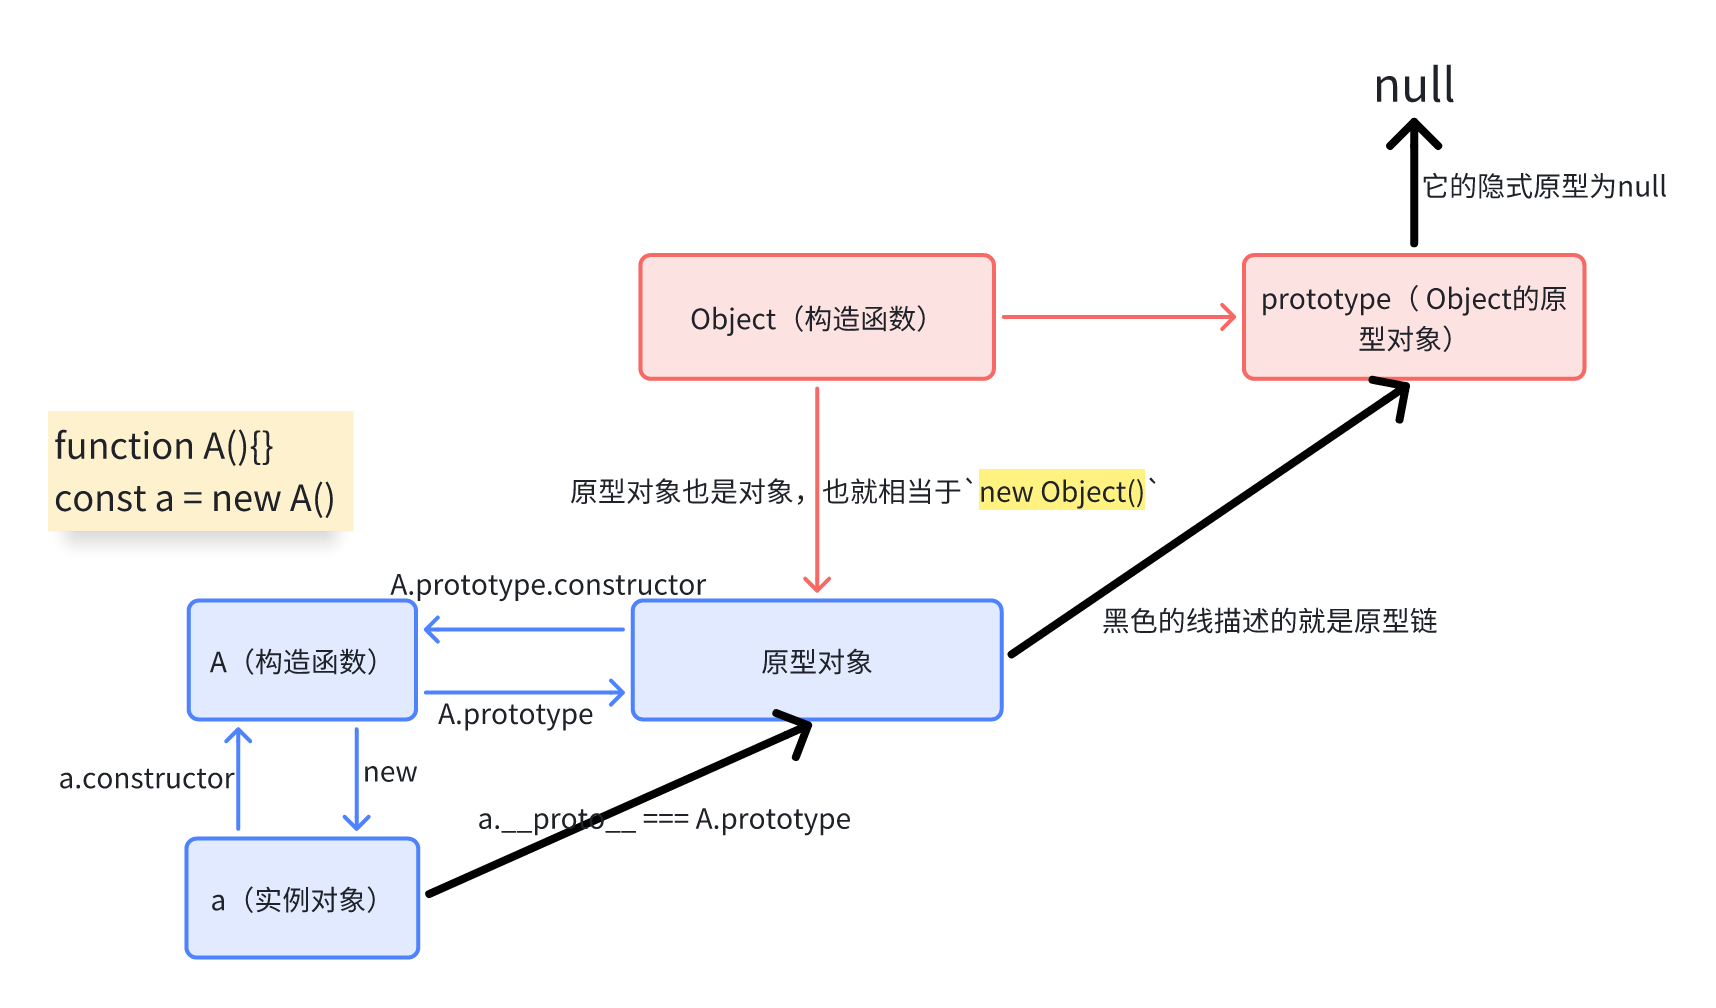 null
它的隐式原型为null
Object（构造函数）
prototype（ Object的原
型对象）
function A(){}
const a = new A()
原型对象也是对象，也就相当于`new Object()`
A.prototype.constructor
黑色的线描述的就是原型链
A（构造函数）
原型对象
A.prototype
a.constructor
new
a.__proto__ === A.prototype
a（实例对象）